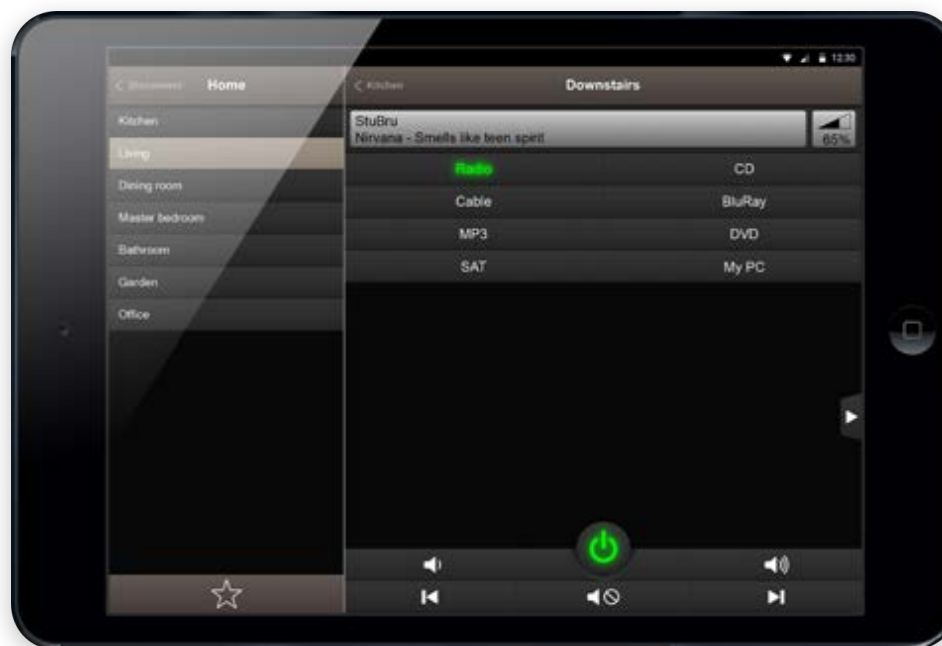 12:30
Home
Kitchen
Downstairs
Kitchen
Living
Dining room
Master bedroom
Bathroom
Garden
Office
StuBru
Nirvana - Smells like teen spirit
65%
Radio
CD
Cable
BluRay
MP3
DVD
SAT
My PC